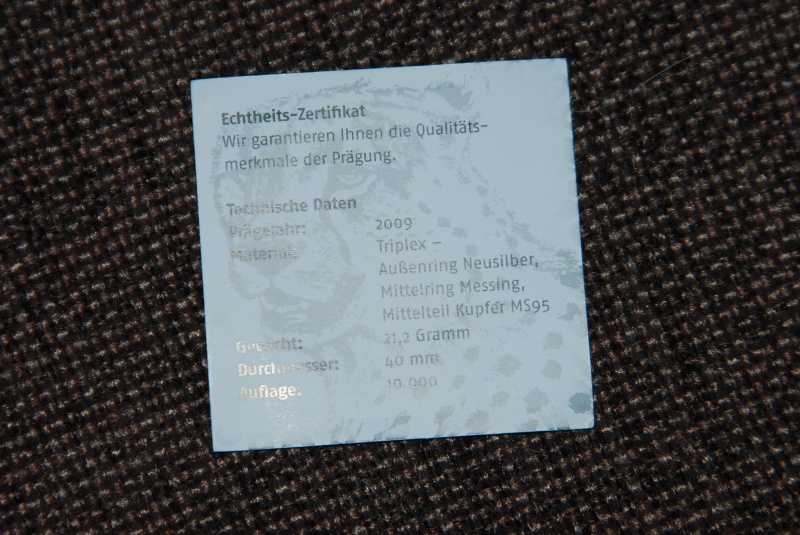 Echtheits-Zertifikat
Wir garantieren Ihnen die Qualitäts-
merkmale der Prägung.
Technische Daten
Prägejahr: 2009
Material: Triplex –
Außenring Neusilber,
Mittelring Messing,
Mittelteil Kupfer MS95
Gewicht: 21,2 Gramm
Durchmesser: 40 mm
Auflage: 10.000